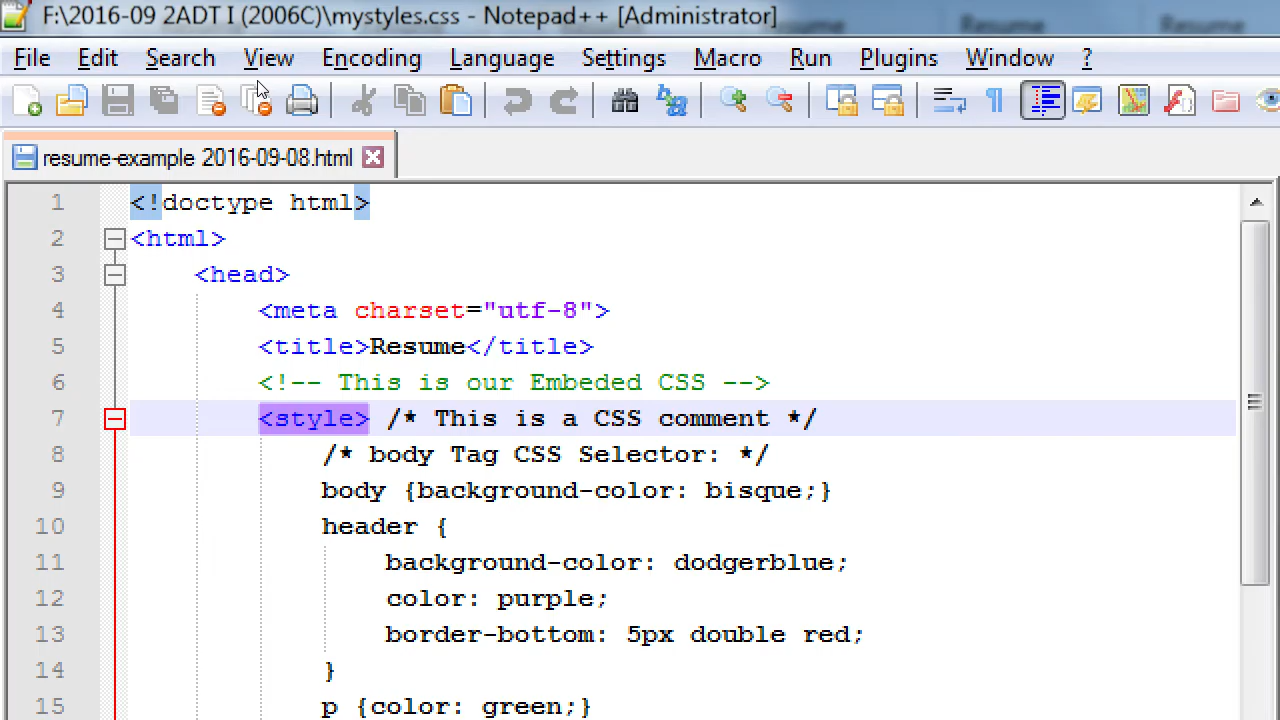 F:\2016-09 2ADT I (2006C)\mystyles.css - Notepad++ [Administrator]
Resume Resume
File Edit Search View Encoding Language Settings Macro Run Plugins Window ?
resume-example 2016-09-08.html
1 <!doctype html>
2 <html>
3 <head>
4 <meta charset="utf-8">
5 <title>Resume</title>
6 <!-- This is our Embeded CSS -->
7 <style> /* This is a CSS comment */
8 /* body Tag CSS Selector: */
9 body {background-color: bisque;}
10 header {
11 background-color: dodgerblue;
12 color: purple;
13 border-bottom: 5px double red;
14 }
15 p {color: green;}